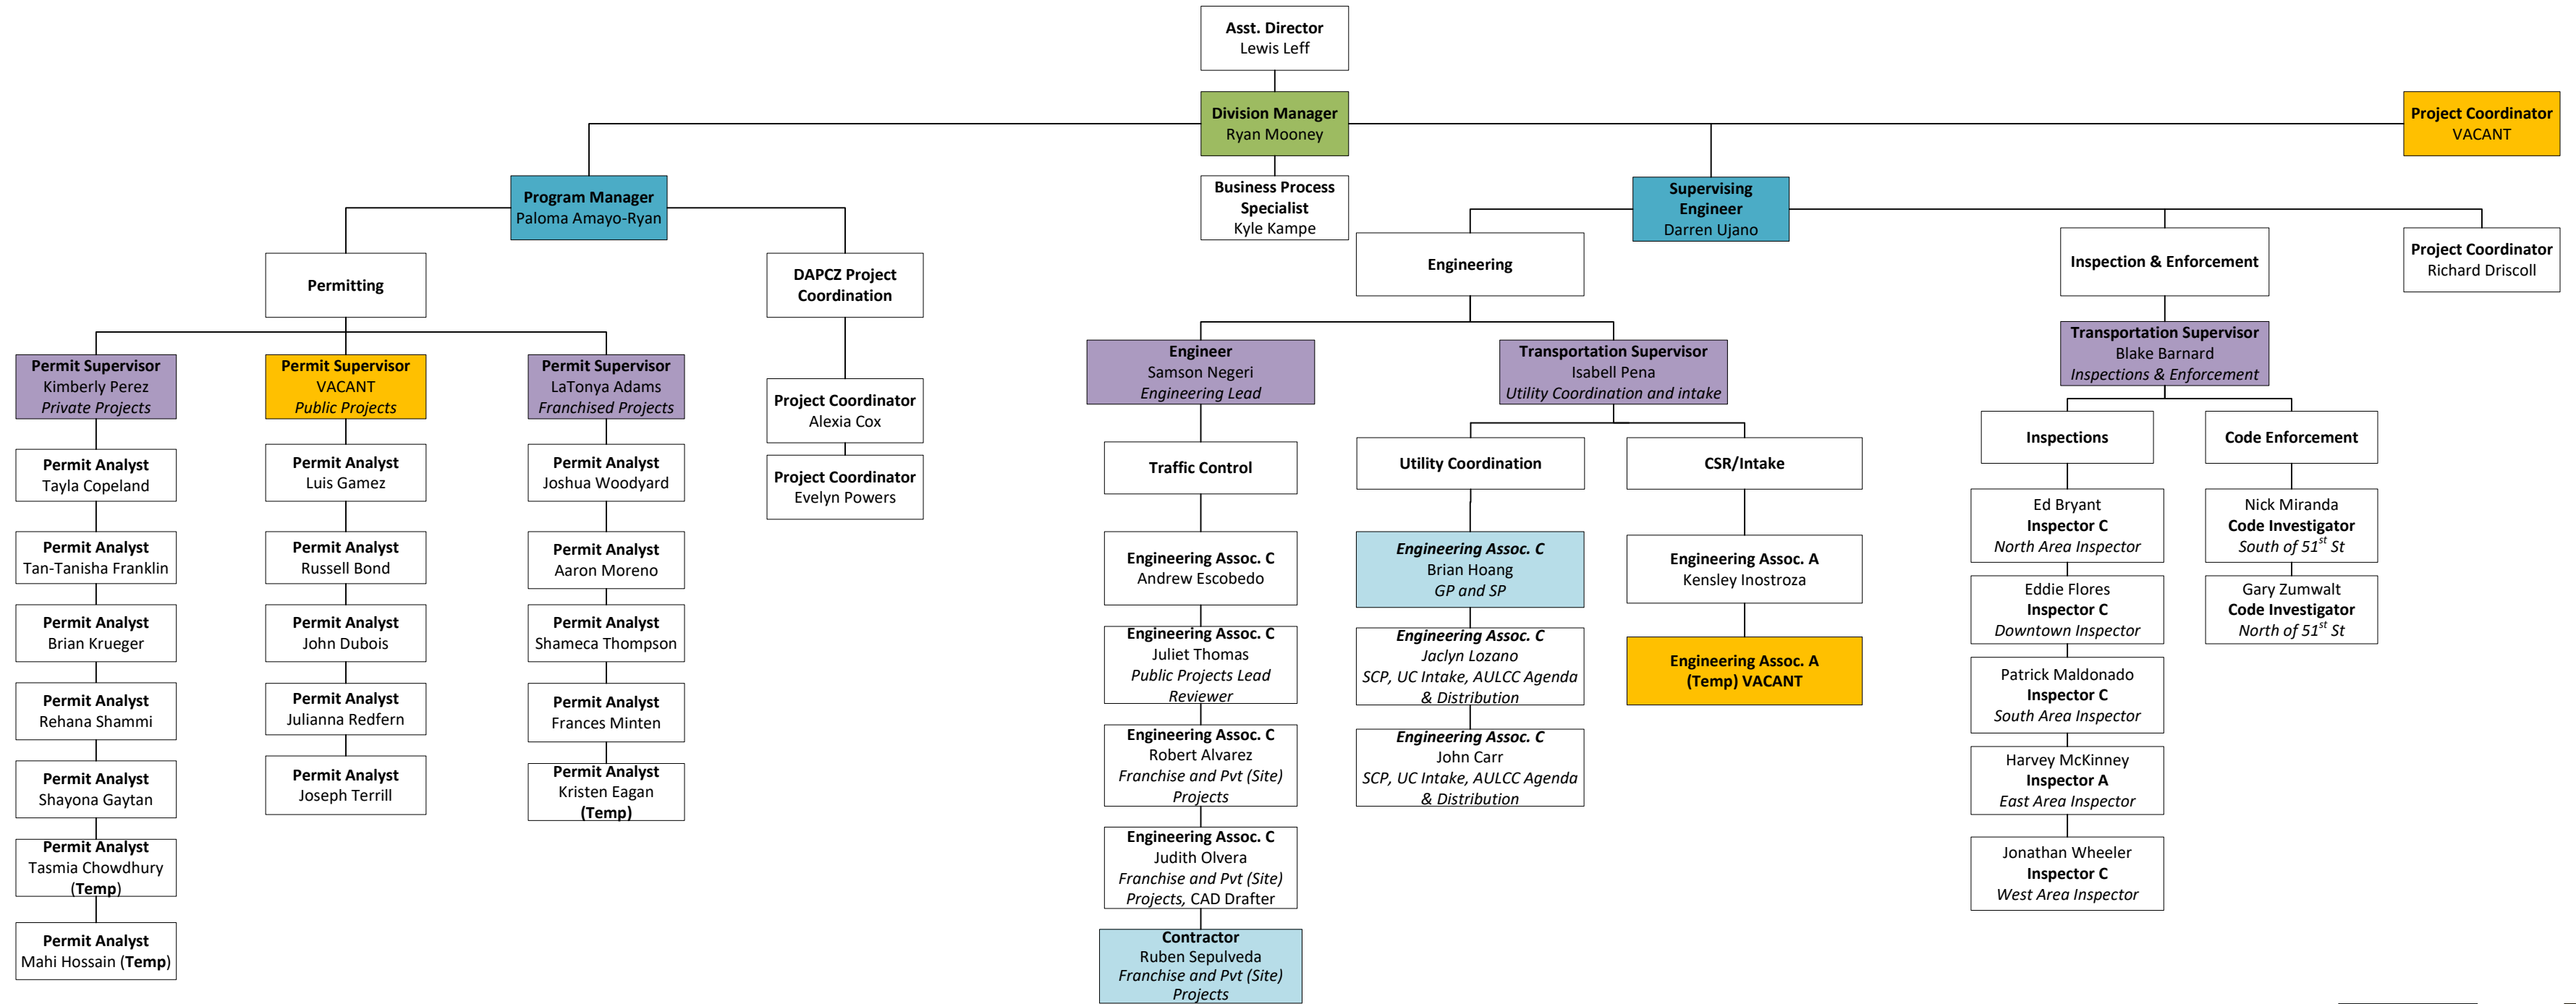 Asst. Director
Lewis Leff
Division Manager
Ryan Mooney
Project Coordinator
VACANT
Program Manager
Paloma Amayo-Ryan
Business Process
Specialist
Kyle Kampe
Supervising
Engineer
Darren Ujano
Permitting
DAPCZ Project
Coordination
Engineering
Inspection & Enforcement
Project Coordinator
Richard Driscoll
Permit Supervisor
Kimberly Perez
Private Projects
Permit Analyst
Tayla Copeland
Permit Analyst
Tan-Tanisha Franklin
Permit Analyst
Brian Krueger
Permit Analyst
Rehana Shammi
Permit Analyst
Shayona Gaytan
Permit Analyst
Tasmia Chowdhury
(Temp)
Permit Analyst
Mahi Hossain (Temp)
Permit Supervisor
VACANT
Public Projects
Permit Analyst
Luis Gamez
Permit Analyst
Russell Bond
Permit Analyst
John Dubois
Permit Analyst
Julianna Redfern
Permit Analyst
Joseph Terrill
Permit Supervisor
LaTonya Adams
Franchised Projects
Permit Analyst
Joshua Woodyard
Permit Analyst
Aaron Moreno
Permit Analyst
Shameca Thompson
Permit Analyst
Frances Minten
Permit Analyst
Kristen Eagan
(Temp)
Project Coordinator
Alexia Cox
Project Coordinator
Evelyn Powers
Engineer
Samson Negeri
Engineering Lead
Traffic Control
Engineering Assoc. C
Andrew Escobedo
Engineering Assoc. C
Juliet Thomas
Public Projects Lead
Reviewer
Engineering Assoc. C
Robert Alvarez
Franchise and Pvt (Site)
Projects
Engineering Assoc. C
Judith Olvera
Franchise and Pvt (Site)
Projects, CAD Drafter
Contractor
Ruben Sepulveda
Franchise and Pvt (Site)
Projects
Transportation Supervisor
Isabell Pena
Utility Coordination and intake
Utility Coordination
Engineering Assoc. C
Brian Hoang
GP and SP
Engineering Assoc. C
Jaclyn Lozano
SCP, UC Intake, AULCC Agenda
& Distribution
Engineering Assoc. C
John Carr
SCP, UC Intake, AULCC Agenda
& Distribution
CSR/Intake
Engineering Assoc. A
Kensley Inostroza
Engineering Assoc. A
(Temp) VACANT
Transportation Supervisor
Blake Barnard
Inspections & Enforcement
Inspections
Ed Bryant
Inspector C
North Area Inspector
Eddie Flores
Inspector C
Downtown Inspector
Patrick Maldonado
Inspector C
South Area Inspector
Harvey McKinney
Inspector A
East Area Inspector
Jonathan Wheeler
Inspector C
West Area Inspector
Code Enforcement
Nick Miranda
Code Investigator
South of 51st St
Gary Zumwalt
Code Investigator
North of 51st St